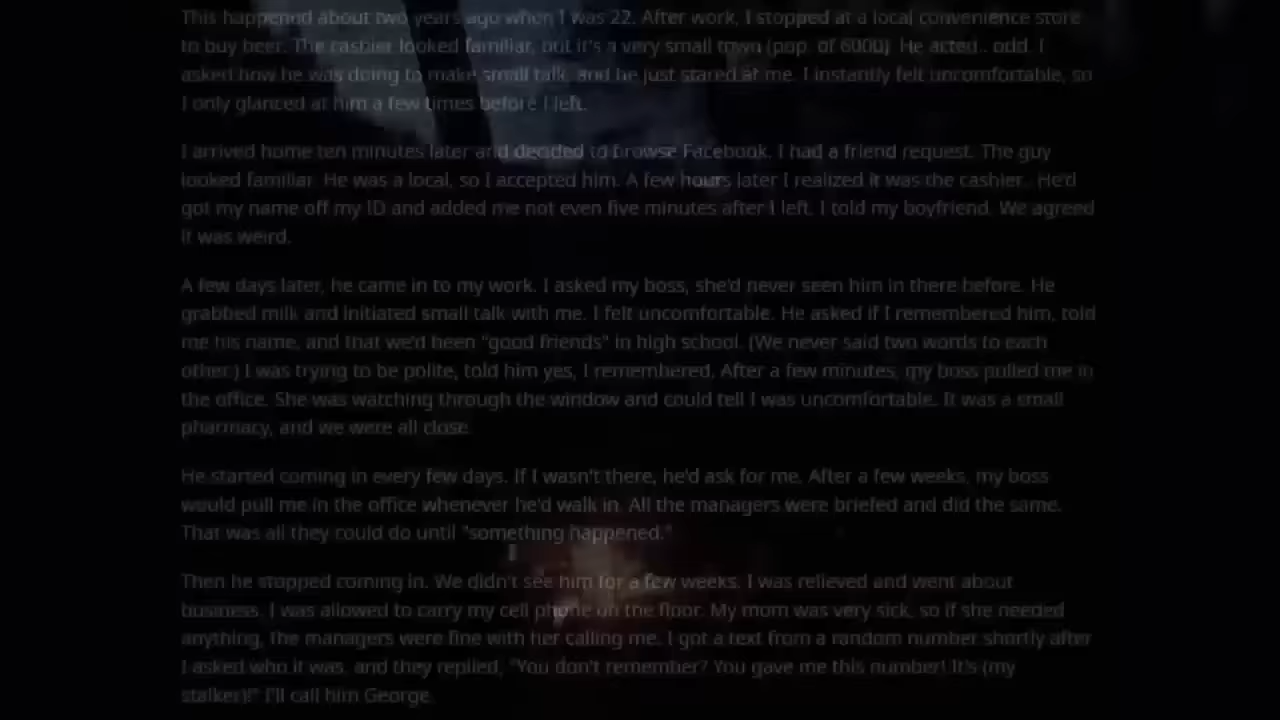 This happened about two years ago when I was 22. After work, I stopped at a local convenience store
to buy beer. The cashier looked familiar, but it's a very small town (pop. of 6000). He acted.. odd. I
asked how he was doing to make small talk, and he just stared at me. I instantly felt uncomfortable, so
I only glanced at him a few times before I left.
I arrived home ten minutes later and decided to browse Facebook. I had a friend request. The guy
looked familiar. He was a local, so I accepted him. A few hours later I realized it was the cashier.. He'd
got my name off my ID and added me not even five minutes after I left. I told my boyfriend. We agreed
it was weird.
A few days later, he came in to my work. I asked my boss, she'd never seen him in there before. He
grabbed milk and initiated small talk with me. I felt uncomfortable. He asked if I remembered him, told
me his name, and that we'd been "good friends" in high school. (We never said two words to each
other.) I was trying to be polite, told him yes, I remembered. After a few minutes, my boss pulled me in
the office. She was watching through the window and could tell I was uncomfortable. It was a small
pharmacy, and we were all close.
He started coming in every few days. If I wasn't there, he'd ask for me. After a few weeks, my boss
would pull me in the office whenever he'd walk in. All the managers were briefed and did the same.
That was all they could do until "something happened."
Then he stopped coming in. We didn't see him for a few weeks. I was relieved and went about
business. I was allowed to carry my cell phone on the floor. My mom was very sick, so if she needed
anything, the managers were fine with her calling me. I got a text from a random number shortly after
I asked who it was, and they replied, "You don't remember? You gave me this number! It's (my
stalker)!" I'll call him George.